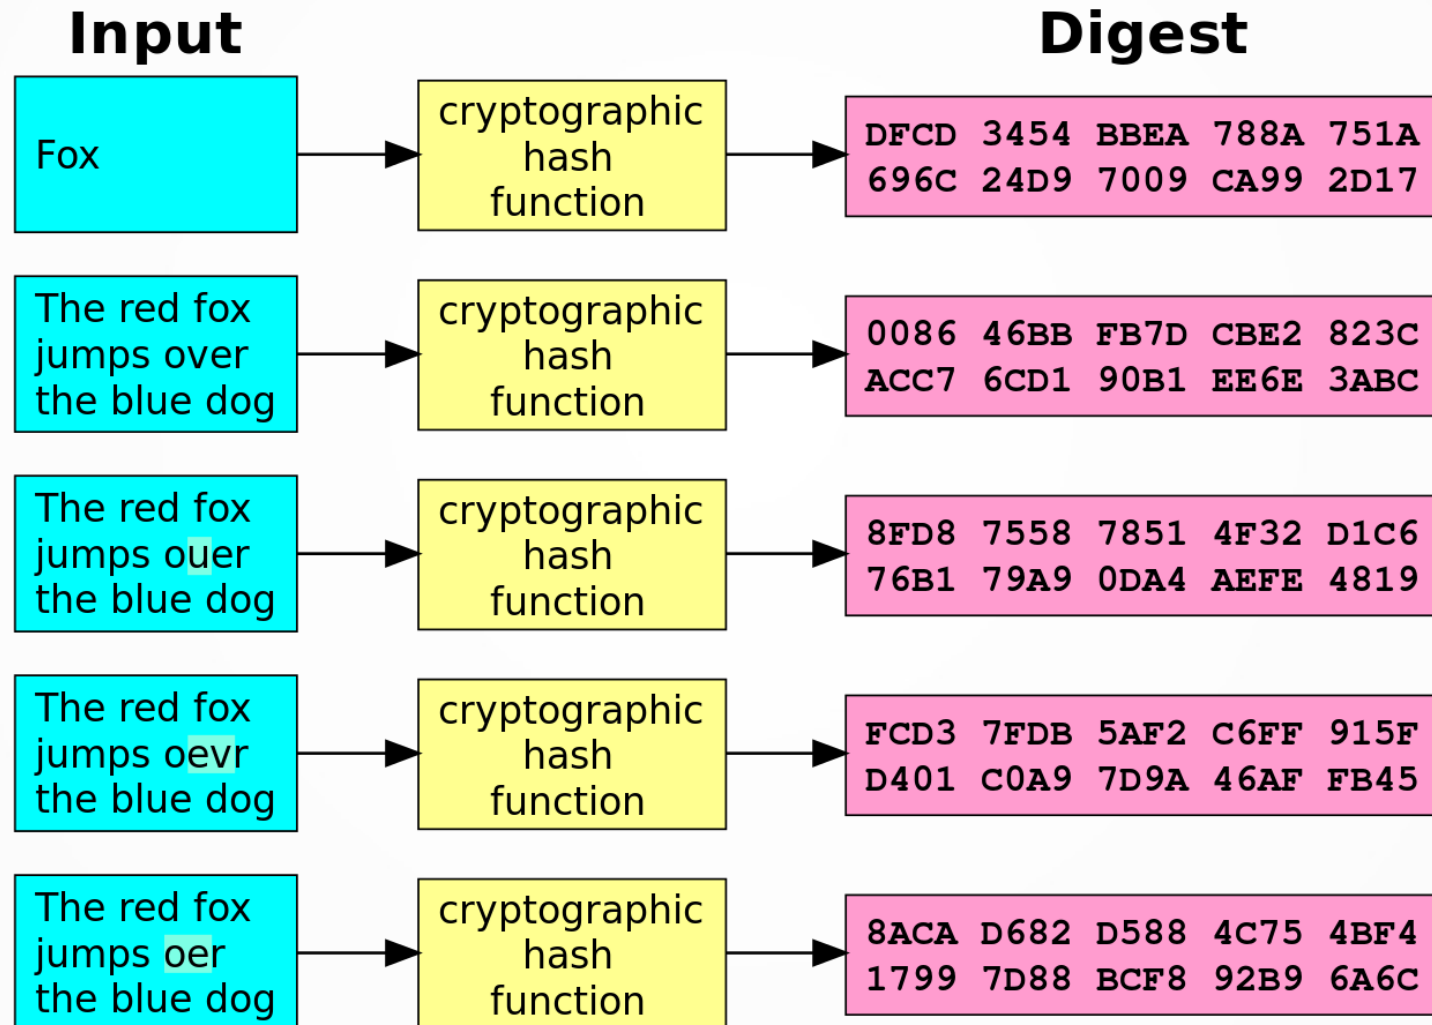 Input
Digest
Fox
cryptographic
hash
function
DFCD 3454 BBEA 788A 751A
696C 24D9 7009 CA99 2D17
The red fox
jumps over
the blue dog
cryptographic
hash
function
0086 46BB FB7D CBE2 823C
ACC7 6CD1 90B1 EE6E 3ABC
The red fox
jumps ouer
the blue dog
cryptographic
hash
function
8FD8 7558 7851 4F32 D1C6
76B1 79A9 0DA4 AEFE 4819
The red fox
jumps oevr
the blue dog
cryptographic
hash
function
FCD3 7FDB 5AF2 C6FF 915F
D401 C0A9 7D9A 46AF FB45
The red fox
jumps oer
the blue dog
cryptographic
hash
function
8ACA D682 D588 4C75 4BF4
1799 7D88 BCF8 92B9 6A6C